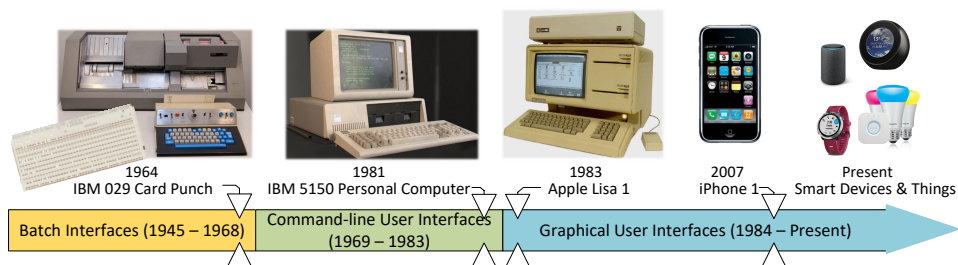 1964
IBM 029 Card Punch
1981
IBM 5150 Personal Computer
1983
Apple Lisa 1
2007
iPhone 1
Present
Smart Devices & Things
Batch Interfaces (1945 – 1968)
Command-line User Interfaces
(1969 – 1983)
Graphical User Interfaces (1984 – Present)